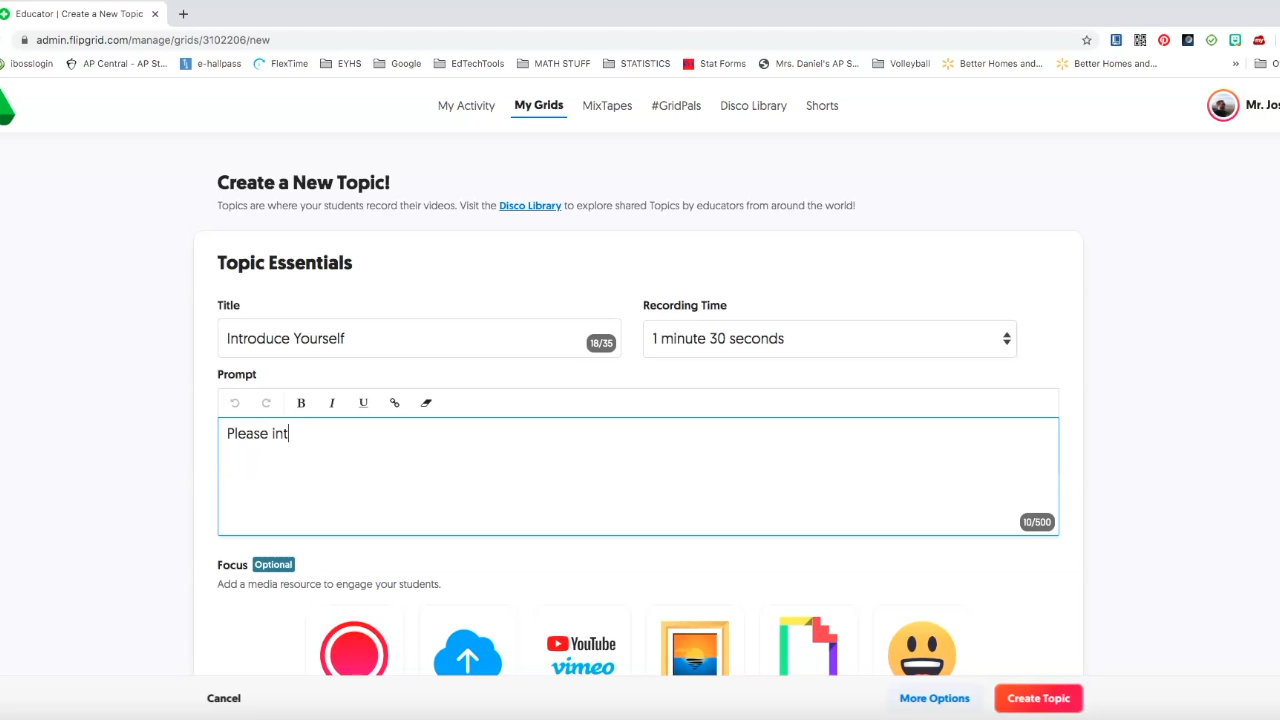 Educator | Create a New Topic
admin.flipgrid.com/manage/grids/3102206/new
ibosslogin AP Central - AP St... e-hallpass FlexTime EYHS Google EdTechTools MATH STUFF STATISTICS Stat Forms Mrs. Daniel's AP S... Volleyball Better Homes and... Better Homes and... » O
My Activity My Grids MixTapes #GridPals Disco Library Shorts Mr. Jos
Create a New Topic!
Topics are where your students record their videos. Visit the Disco Library to explore shared Topics by educators from around the world!
Topic Essentials
Title Recording Time
Introduce Yourself 18/35 1 minute 30 seconds
Prompt
B I U
Please int
10/500
Focus Optional
Add a media resource to engage your students.
YouTube
vimeo
Cancel More Options Create Topic